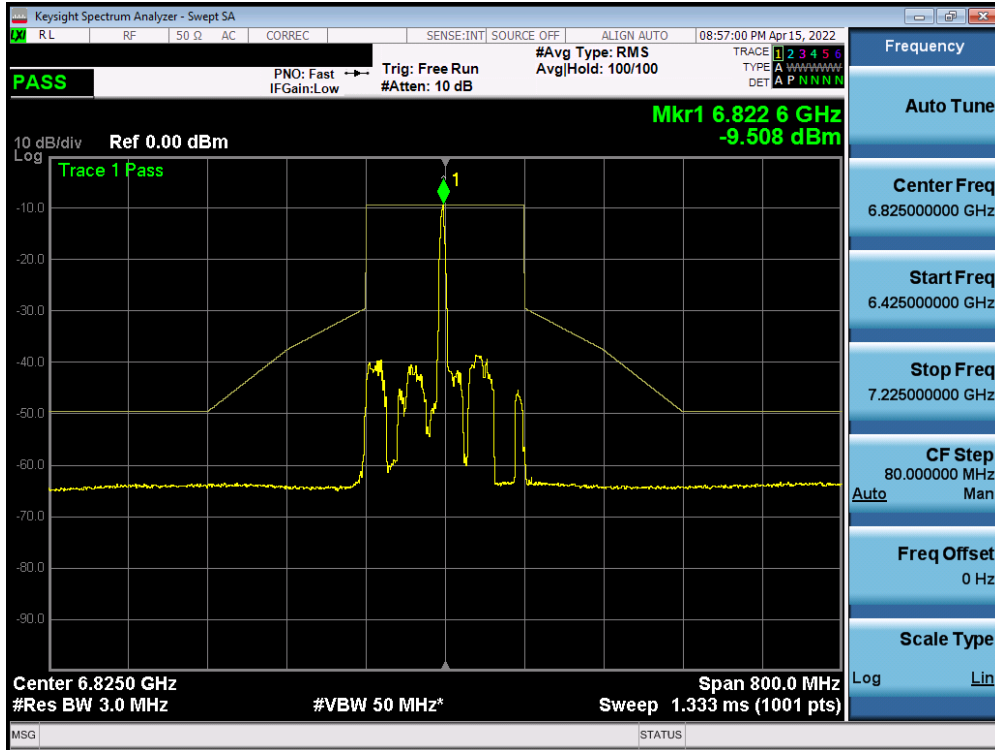 Keysight Spectrum Analyzer - Swept SA
LXI RL RF 50 Ω AC CORREC SENSE:INT SOURCE OFF ALIGN AUTO 08:57:00 PM Apr 15, 2022
PASS
PNO: Fast
IFGain:Low
Trig: Free Run
#Atten: 10 dB
#Avg Type: RMS
Avg|Hold: 100/100
TRACE 1 2 3 4 5 6
TYPE A WWWWW
DET A P N N N N
Mkr1 6.822 6 GHz
-9.508 dBm
10 dB/div Ref 0.00 dBm
Log
Trace 1 Pass
1
-10.0
-20.0
-30.0
-40.0
-50.0
-60.0
-70.0
-80.0
-90.0
Center 6.8250 GHz Span 800.0 MHz
#Res BW 3.0 MHz #VBW 50 MHz* Sweep 1.333 ms (1001 pts)
MSG STATUS
Frequency
Auto Tune
Center Freq
6.825000000 GHz
Start Freq
6.425000000 GHz
Stop Freq
7.225000000 GHz
CF Step
80.000000 MHz
Auto Man
Freq Offset
0 Hz
Scale Type
Log Lin